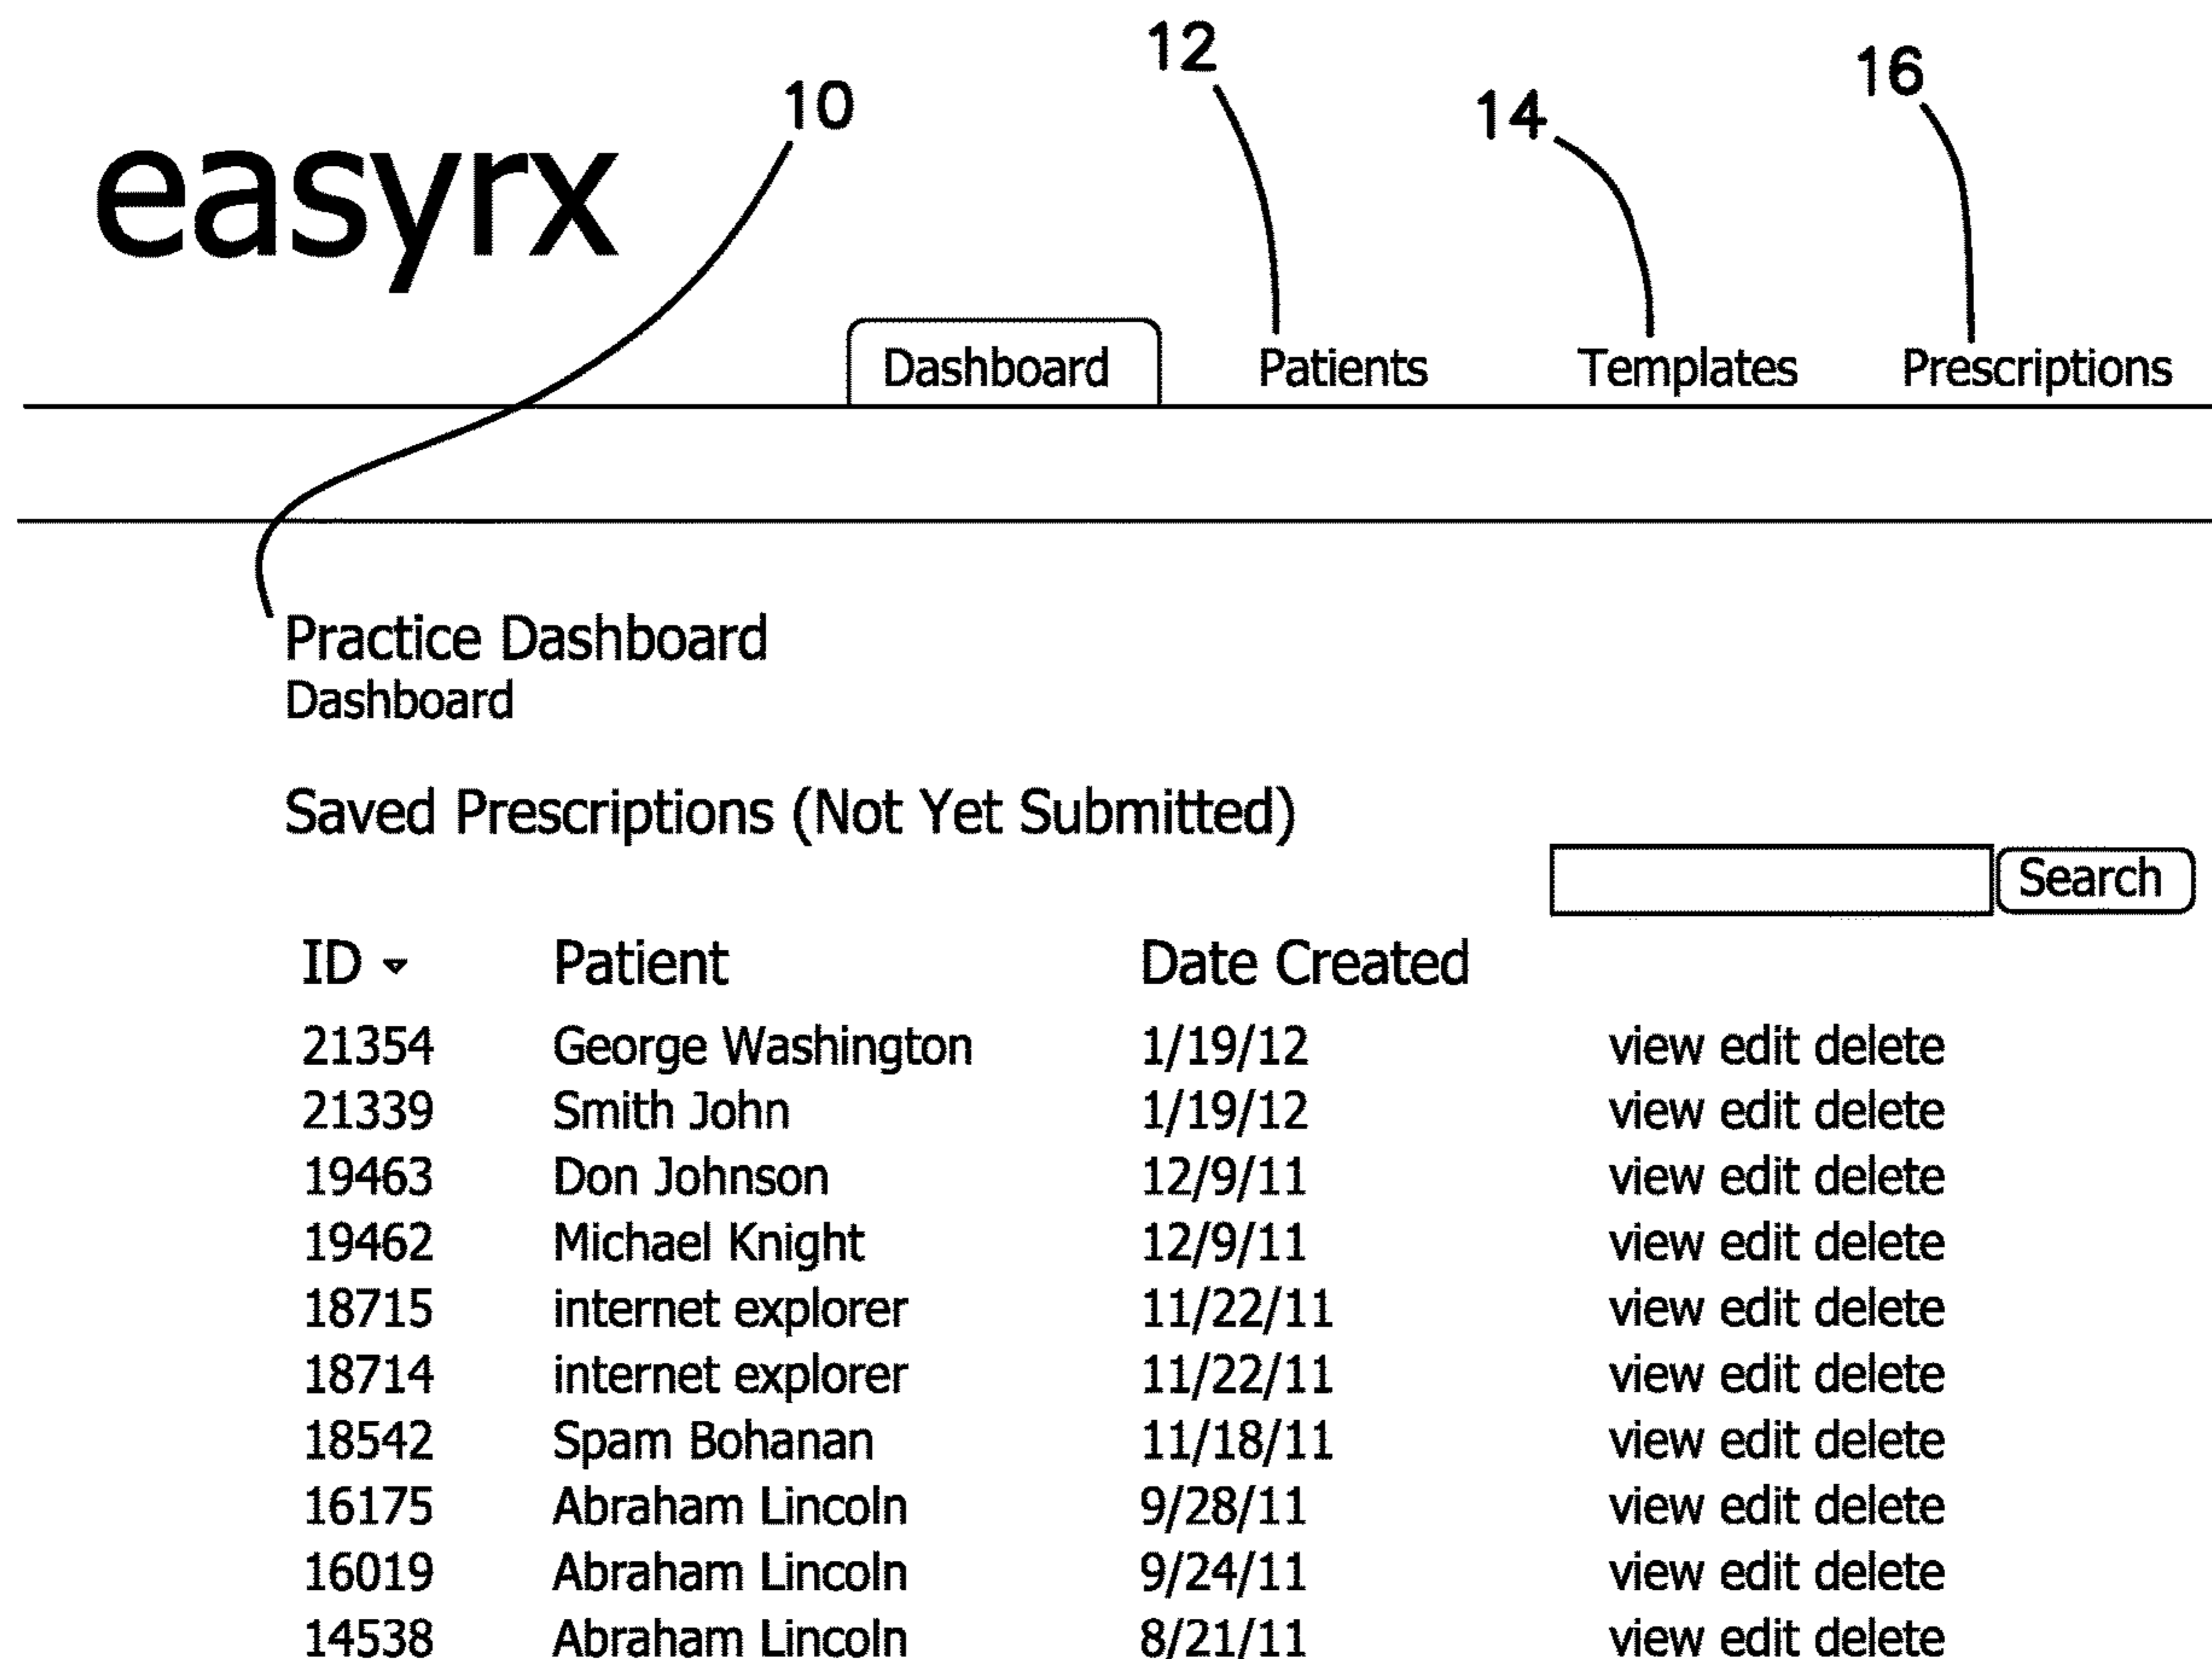 12
16
10
14
easyrx
Dashboard Patients Templates Prescriptions
Practice Dashboard
Dashboard
Saved Prescriptions (Not Yet Submitted)
Search
ID Patient Date Created
21354 George Washington 1/19/12 view edit delete
21339 Smith John 1/19/12 view edit delete
19463 Don Johnson 12/9/11 view edit delete
19462 Michael Knight 12/9/11 view edit delete
18715 internet explorer 11/22/11 view edit delete
18714 internet explorer 11/22/11 view edit delete
18542 Spam Bohanan 11/18/11 view edit delete
16175 Abraham Lincoln 9/28/11 view edit delete
16019 Abraham Lincoln 9/24/11 view edit delete
14538 Abraham Lincoln 8/21/11 view edit delete